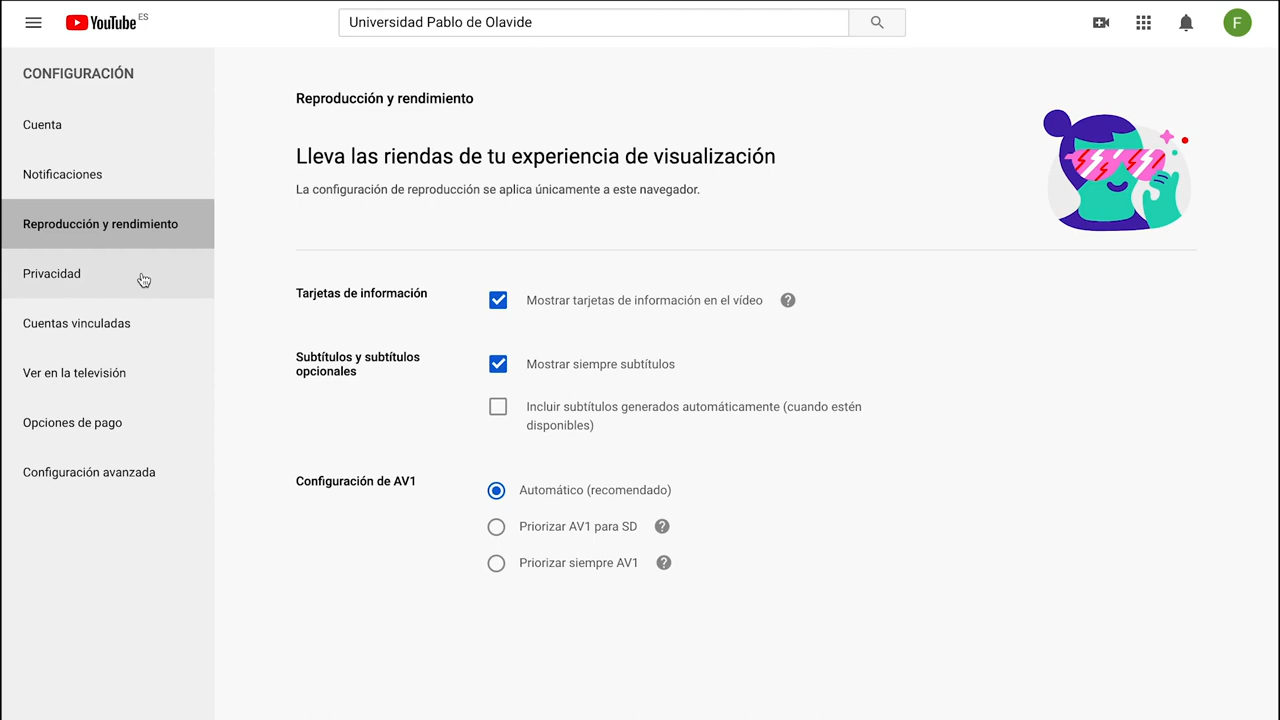 YouTube ES
Universidad Pablo de Olavide
F
CONFIGURACIÓN
Cuenta
Notificaciones
Reproducción y rendimiento
Privacidad
Cuentas vinculadas
Ver en la televisión
Opciones de pago
Configuración avanzada
Reproducción y rendimiento
Lleva las riendas de tu experiencia de visualización
La configuración de reproducción se aplica únicamente a este navegador.
Tarjetas de información
Mostrar tarjetas de información en el vídeo ?
Subtítulos y subtítulos
opcionales
Mostrar siempre subtítulos
Incluir subtítulos generados automáticamente (cuando estén
disponibles)
Configuración de AV1
Automático (recomendado)
Priorizar AV1 para SD ?
Priorizar siempre AV1 ?